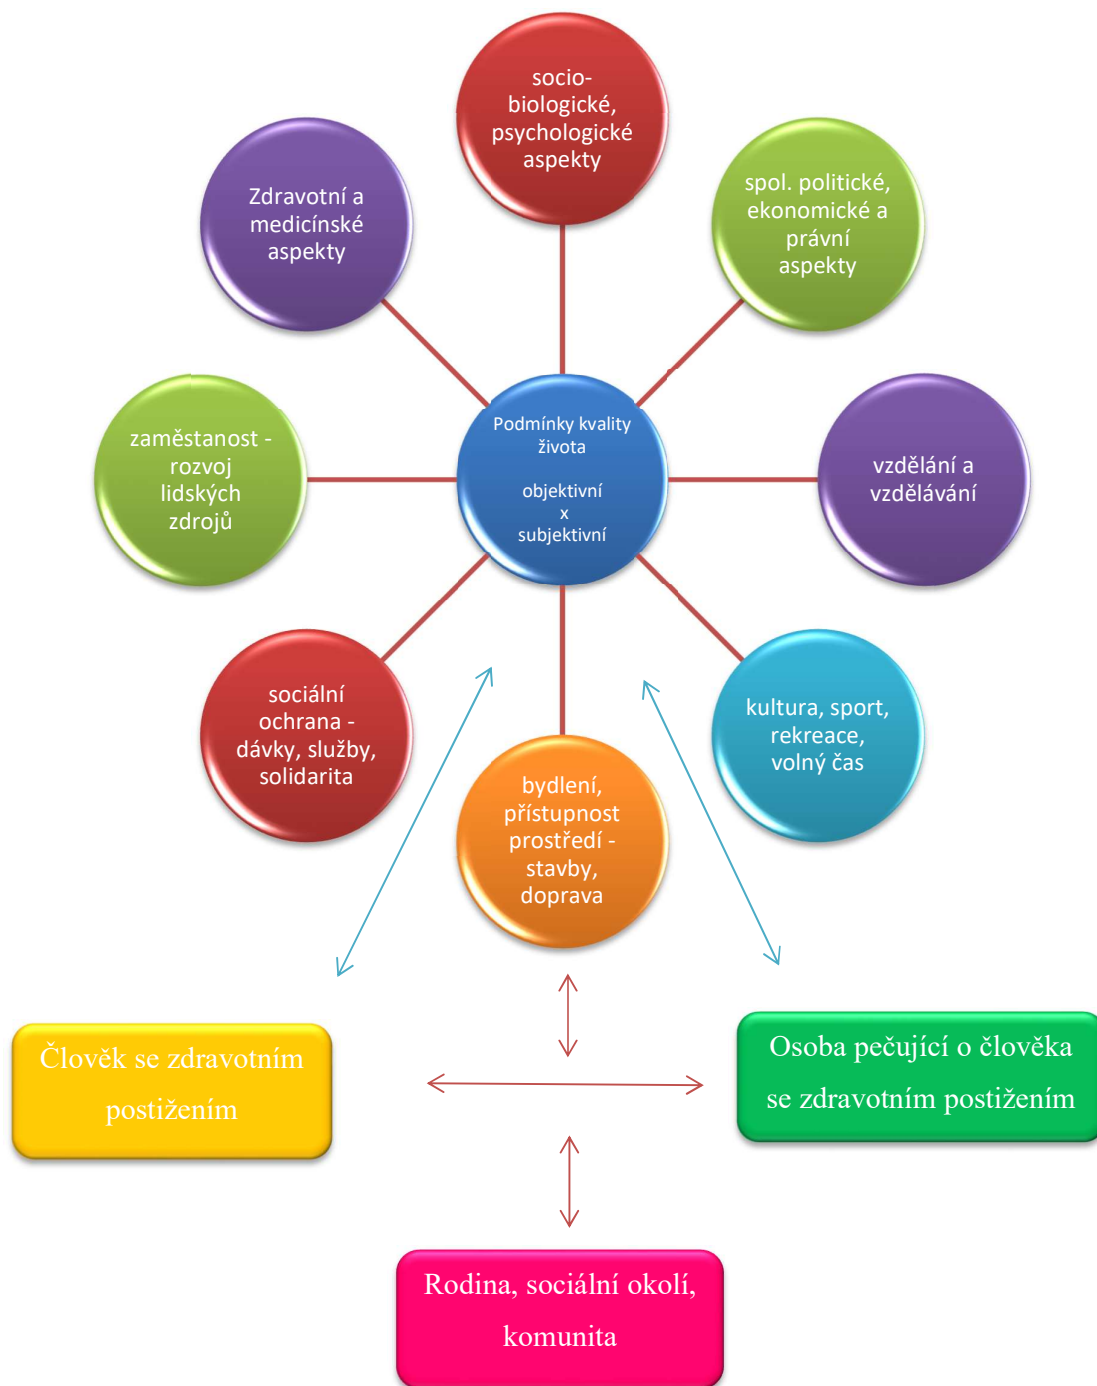 socio-
biologické,
psychologické
aspekty
Zdravotní a
medicínské
aspekty
spol. politické,
ekonomické a
právní
aspekty
zaměstanost -
rozvoj
lidských
zdrojů
Podmínky kvality
života
objektivní
x
subjektivní
vzdělání a
vzdělávání
sociální
ochrana -
dávky, služby,
solidarita
kultura, sport,
rekreace,
volný čas
bydlení,
přístupnost
prostředí -
stavby,
doprava
Člověk se zdravotním
postižením
Osoba pečující o člověka
se zdravotním postižením
Rodina, sociální okolí,
komunita